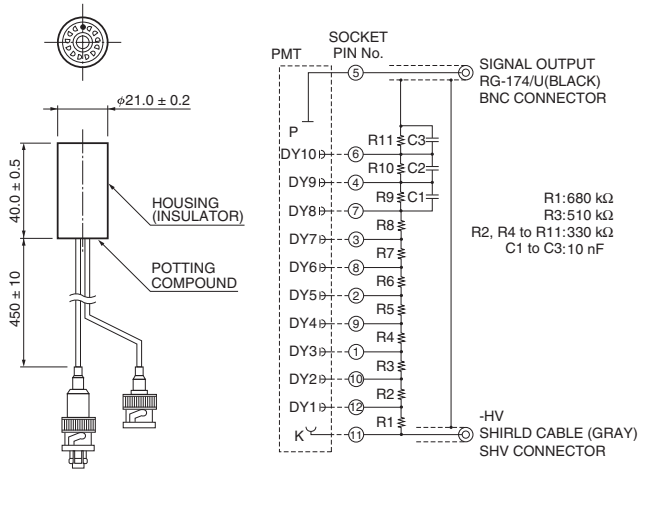 φ21.0 ± 0.2
40.0 ± 0.5
HOUSING
(INSULATOR)
POTTING
COMPOUND
450 ± 10
PMT
SOCKET
PIN No.
5
SIGNAL OUTPUT
RG-174/U(BLACK)
BNC CONNECTOR
P
R11 C3
DY10 6
R10 C2
DY9 4
R9 C1
DY8 7
R8
DY7 3
R7
DY6 8
R6
DY5 2
R5
DY4 9
R4
DY3 1
R3
DY2 10
R2
DY1 12
R1
K 11
R1:680 kΩ
R3:510 kΩ
R2, R4 to R11:330 kΩ
C1 to C3:10 nF
-HV
SHIRLD CABLE (GRAY)
SHV CONNECTOR